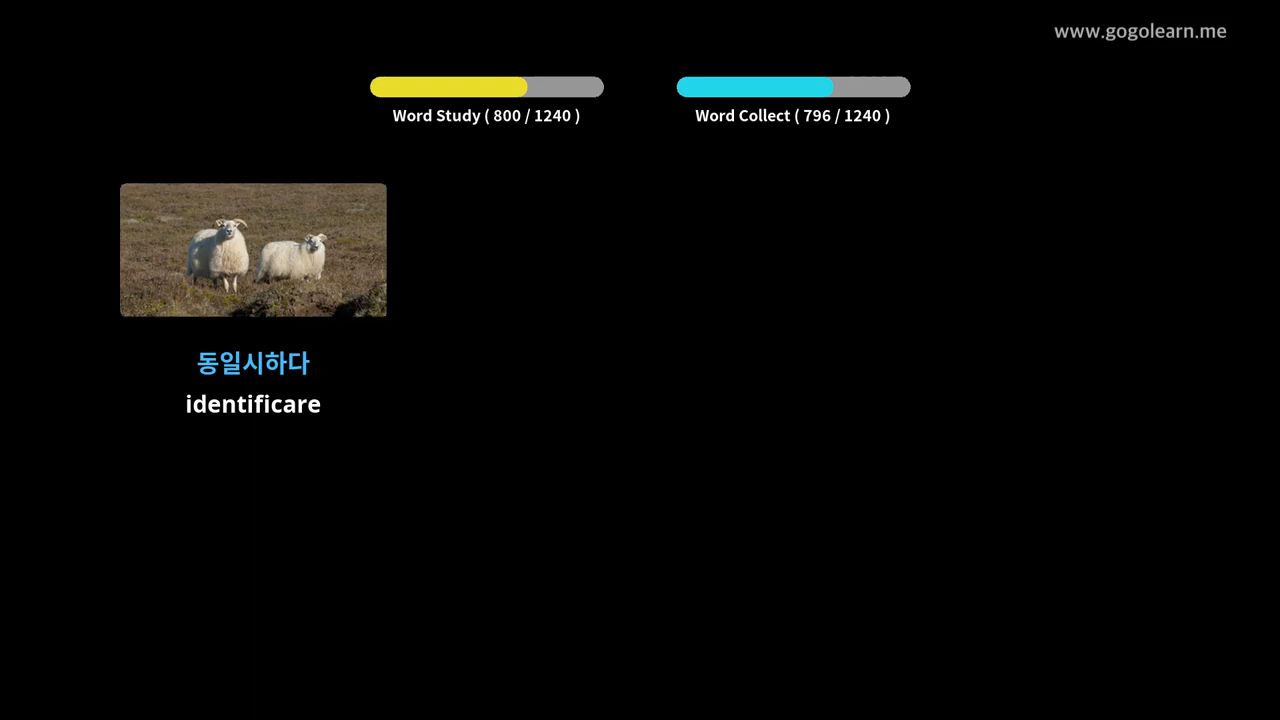 www.gogolearn.me
Word Study ( 800 / 1240 )
Word Collect ( 796 / 1240 )
동일시하다
identificare